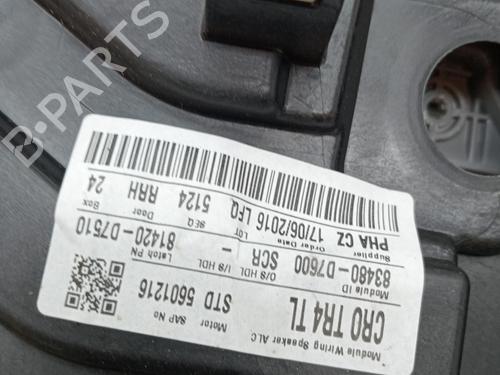 Module Wiring Speaker ALC
CR0 TR4 TL
Motor SAP No
STD 5601216
Module ID O/S HDL I/S HDL Latch PN
83480-D7600 SCR - 81420-D7510
Supplier Order Date LOT SEQ Door Box
PHA CZ 17/06/2016 LFQ 5124 RRH 24
B-PARTS